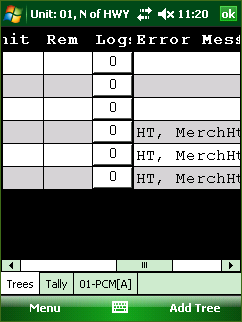 Unit: 01, N of HWY 11:20 ok
nit Rem Logs Error Mess
0
0
0
0 HT, MerchHt
0 HT, MerchHt
0 HT, MerchHt
Trees Tally 01-PCM[A]
Menu Add Tree